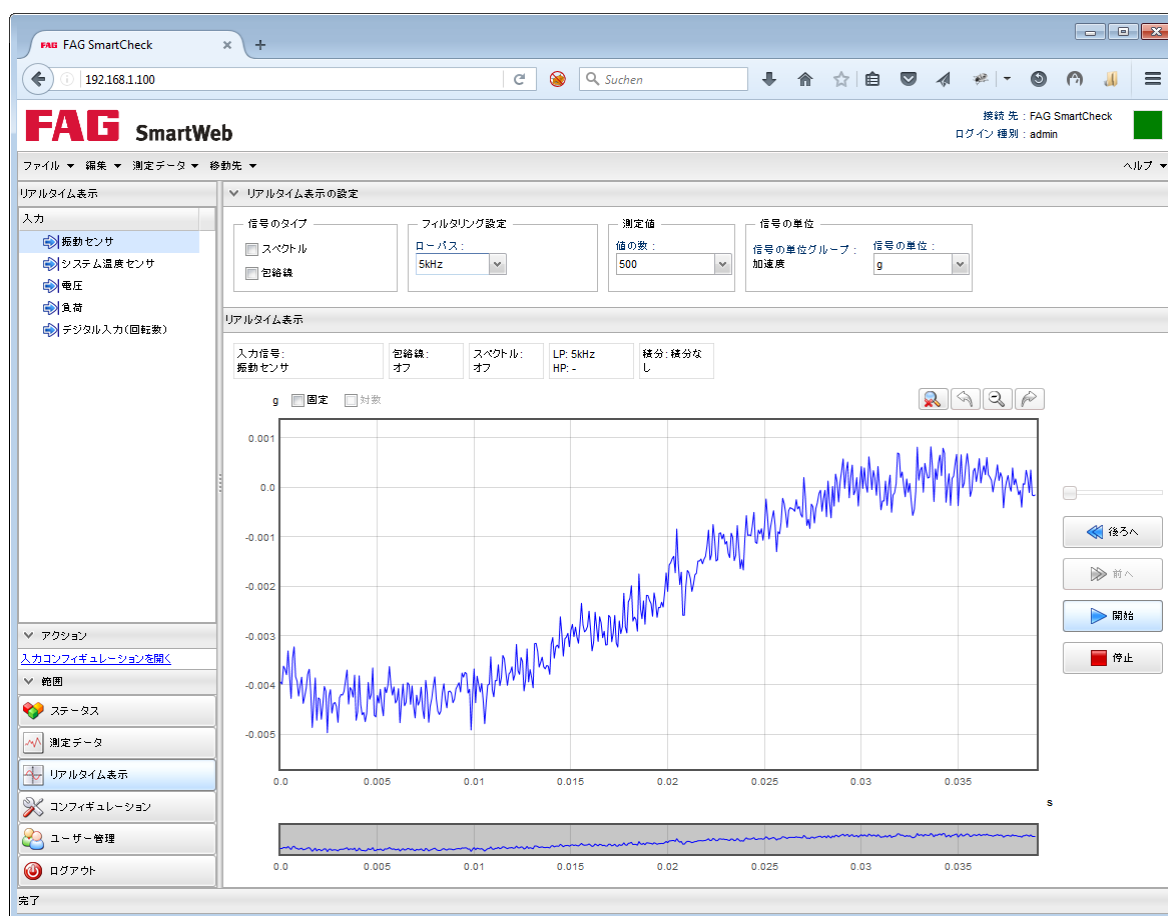 FAG FAG SmartCheck
192.168.1.100
Suchen
FAG SmartWeb
接続 先 : FAG SmartCheck
ログイン 種別 : admin
ファイル 編集 測定データ 移動先 ヘルプ
リアルタイム表示
入力
振動センサ
システム温度センサ
電圧
負荷
デジタル入力(回転数)
アクション
入力コンフィギュレーションを開く
範囲
ステータス
測定データ
リアルタイム表示
コンフィギュレーション
ユーザー管理
ログアウト
リアルタイム表示の設定
信号のタイプ
スペクトル
包絡線
フィルタリング設定
ローパス :
5kHz
測定値
値の数 :
500
信号の単位
信号の単位グループ :
加速度
信号の単位 :
g
リアルタイム表示
入力信号:
振動センサ
包絡線:
オフ
スペクトル:
オフ
LP: 5kHz
HP: -
積分: 積分な
し
g 固定 対数
0.001
0.0
-0.001
-0.002
-0.003
-0.004
-0.005
0.0 0.005 0.01 0.015 0.02 0.025 0.03 0.035
s
0.0 0.005 0.01 0.015 0.02 0.025 0.03 0.035
後ろへ
前へ
開始
停止
完了